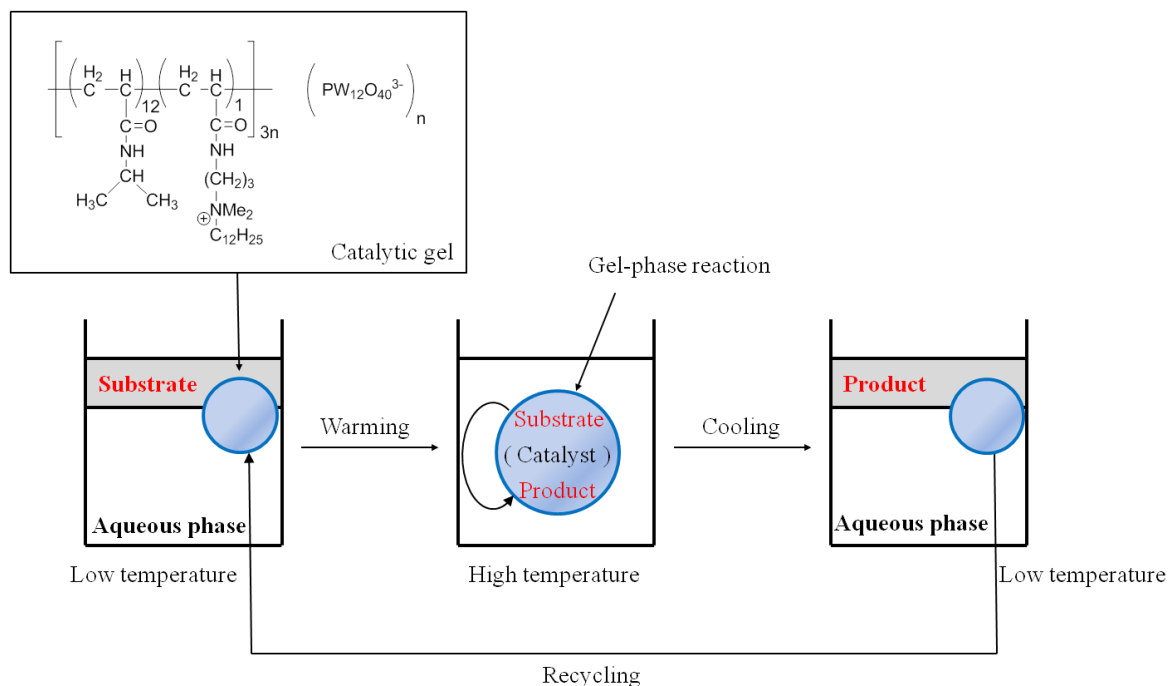 H2 H H2 H
C C C C
12 1
3n
( PW12O40 3- ) n
C=O C=O
NH NH
CH (CH2)3
H3C CH3
⊕ NMe2
C12H25
Catalytic gel
Gel-phase reaction
Substrate
Aqueous phase
Low temperature
Warming
Substrate
( Catalyst )
Product
High temperature
Cooling
Product
Aqueous phase
Low temperature
Recycling